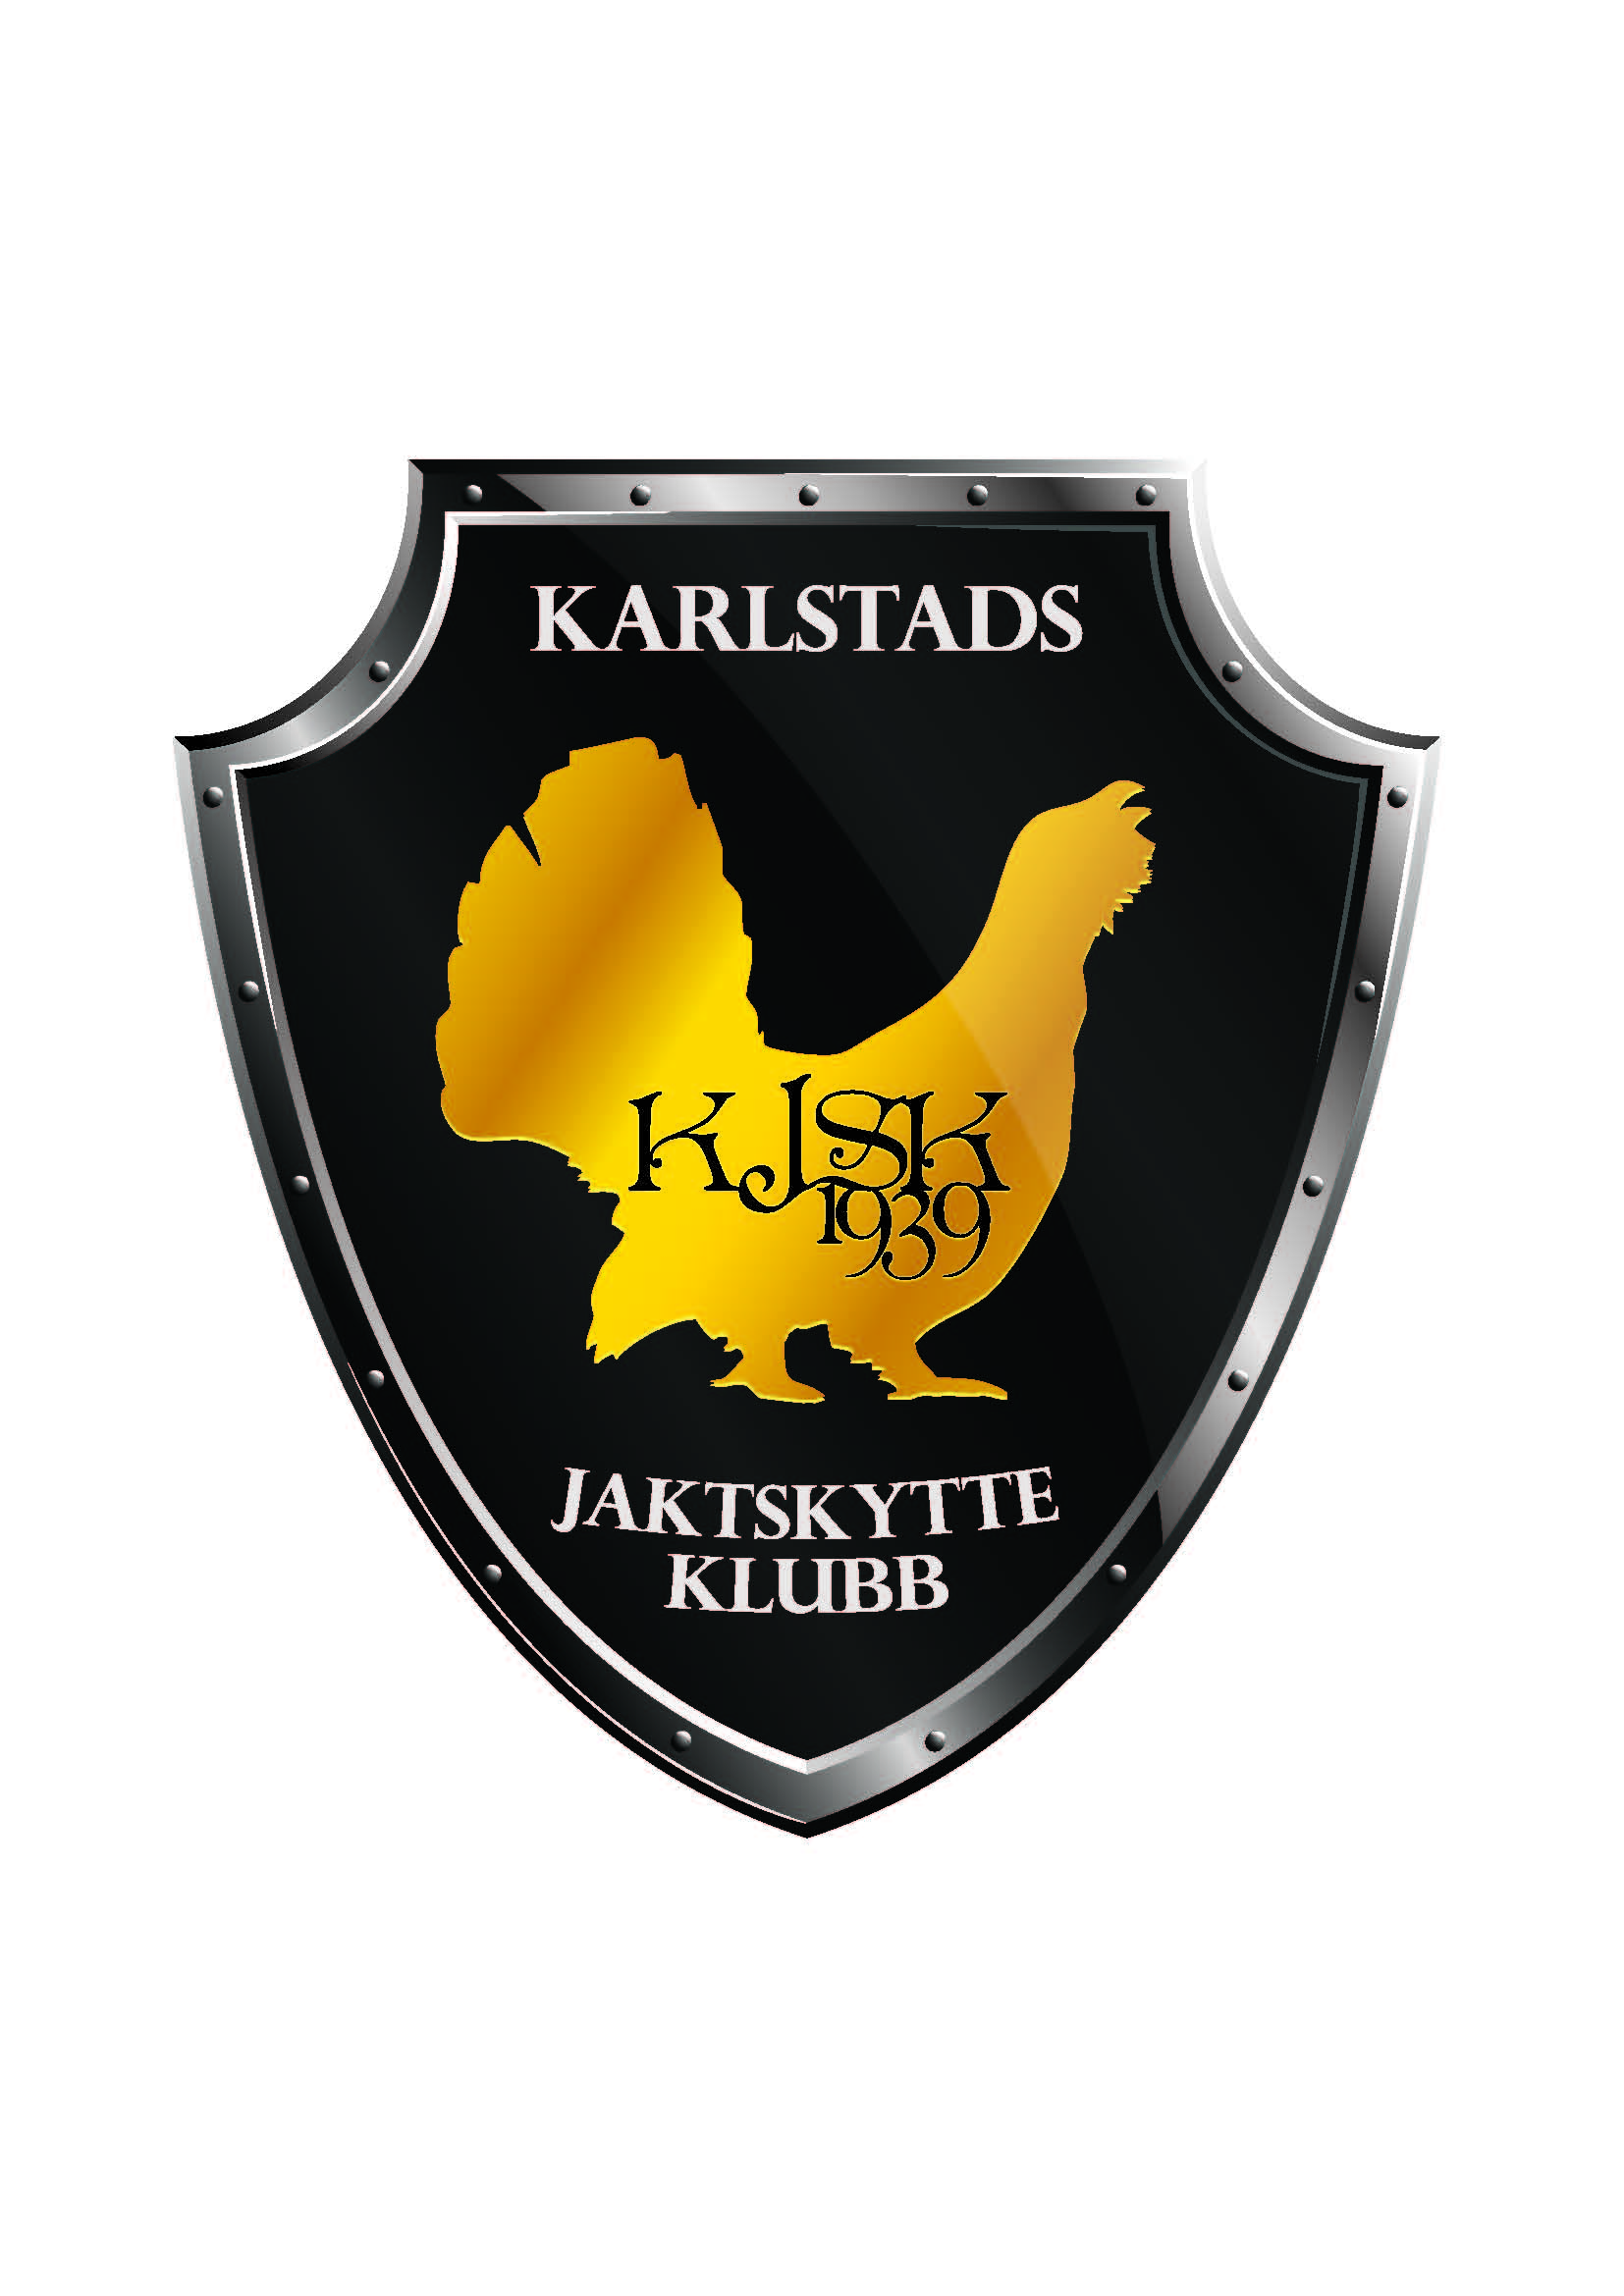 KARLSTADS
KJSK
1939
JAKTSKYTTE
KLUBB